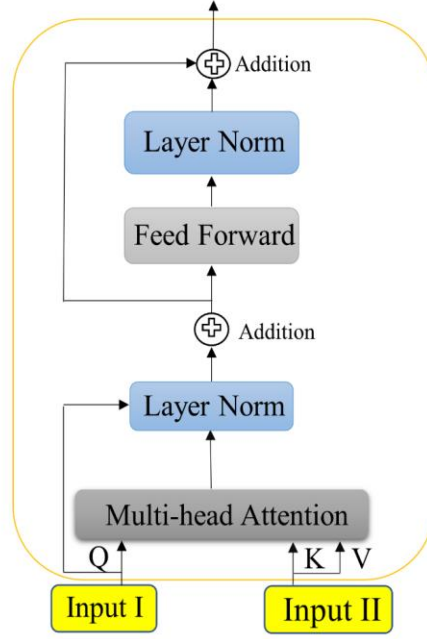 Addition
Layer Norm
Feed Forward
Addition
Layer Norm
Multi-head Attention
Q K V
Input I Input II